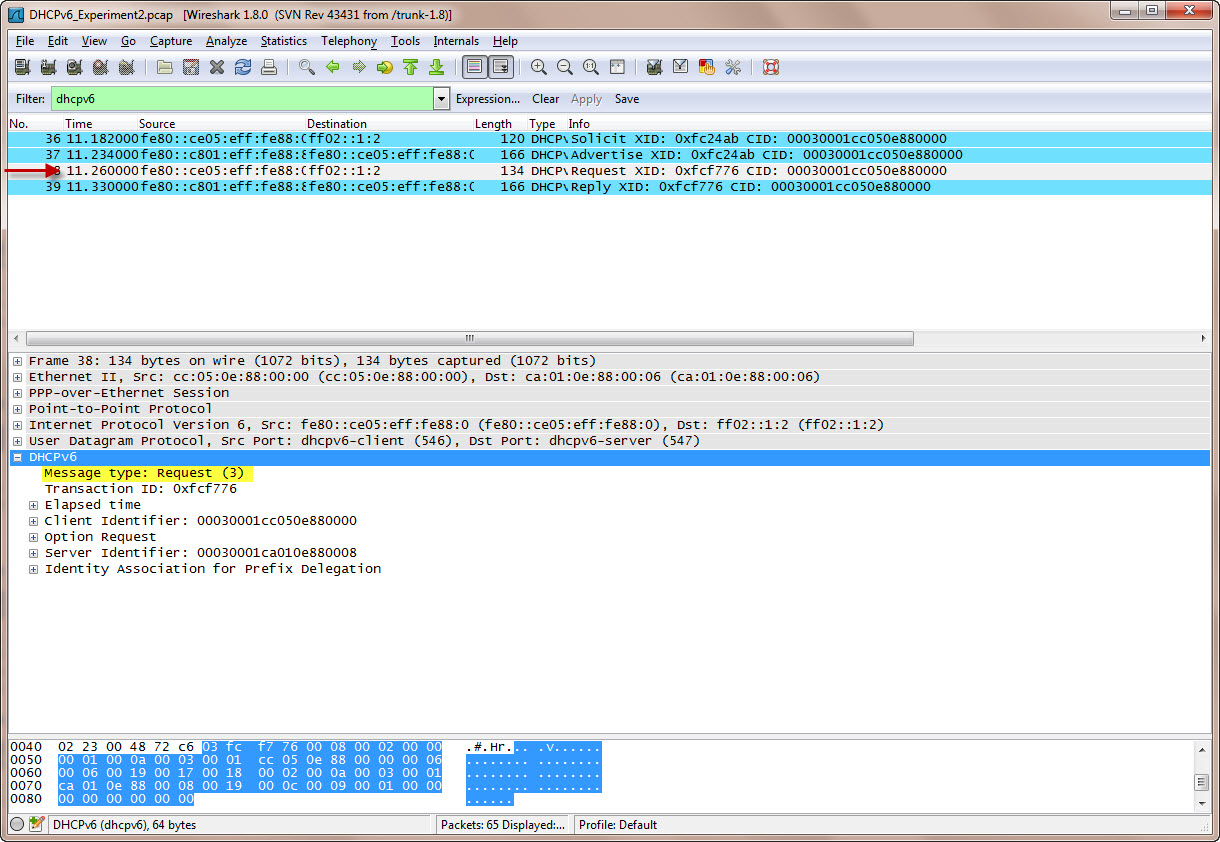 DHCPv6_Experiment2.pcap [Wireshark 1.8.0 (SVN Rev 43431 from /trunk-1.8)]
File Edit View Go Capture Analyze Statistics Telephony Tools Internals Help
Filter: dhcpv6 Expression... Clear Apply Save
No. Time Source Destination Length Type Info
36 11.182000 fe80::ce05:eff:fe88:0 ff02::1:2 120 DHCP\ Solicit XID: 0xfc24ab CID: 00030001cc050e880000
37 11.234000 fe80::c801:eff:fe88:8 fe80::ce05:eff:fe88:0 166 DHCP\ Advertise XID: 0xfc24ab CID: 00030001cc050e880000
8 11.260000 fe80::ce05:eff:fe88:0 ff02::1:2 134 DHCP\ Request XID: 0xfcf776 CID: 00030001cc050e880000
39 11.330000 fe80::c801:eff:fe88:8 fe80::ce05:eff:fe88:0 166 DHCP\ Reply XID: 0xfcf776 CID: 00030001cc050e880000
Frame 38: 134 bytes on wire (1072 bits), 134 bytes captured (1072 bits)
Ethernet II, Src: cc:05:0e:88:00:00 (cc:05:0e:88:00:00), Dst: ca:01:0e:88:00:06 (ca:01:0e:88:00:06)
PPP-over-Ethernet Session
Point-to-Point Protocol
Internet Protocol Version 6, Src: fe80::ce05:eff:fe88:0 (fe80::ce05:eff:fe88:0), Dst: ff02::1:2 (ff02::1:2)
User Datagram Protocol, Src Port: dhcpv6-client (546), Dst Port: dhcpv6-server (547)
DHCPv6
Message type: Request (3)
Transaction ID: 0xfcf776
Elapsed time
Client Identifier: 00030001cc050e880000
Option Request
Server Identifier: 00030001ca010e880008
Identity Association for Prefix Delegation
0040 02 23 00 48 72 c6 03 fc f7 76 00 08 00 02 00 00 .#.Hr... .v......
0050 00 01 00 0a 00 03 00 01 cc 05 0e 88 00 00 00 06 ........ ........
0060 00 06 00 19 00 17 00 18 00 02 00 0a 00 03 00 01 ........ ........
0070 ca 01 0e 88 00 08 00 19 00 0c 00 09 00 01 00 00 ........ ........
0080 00 00 00 00 00 00 ......
DHCPv6 (dhcpv6), 64 bytes Packets: 65 Displayed:... Profile: Default